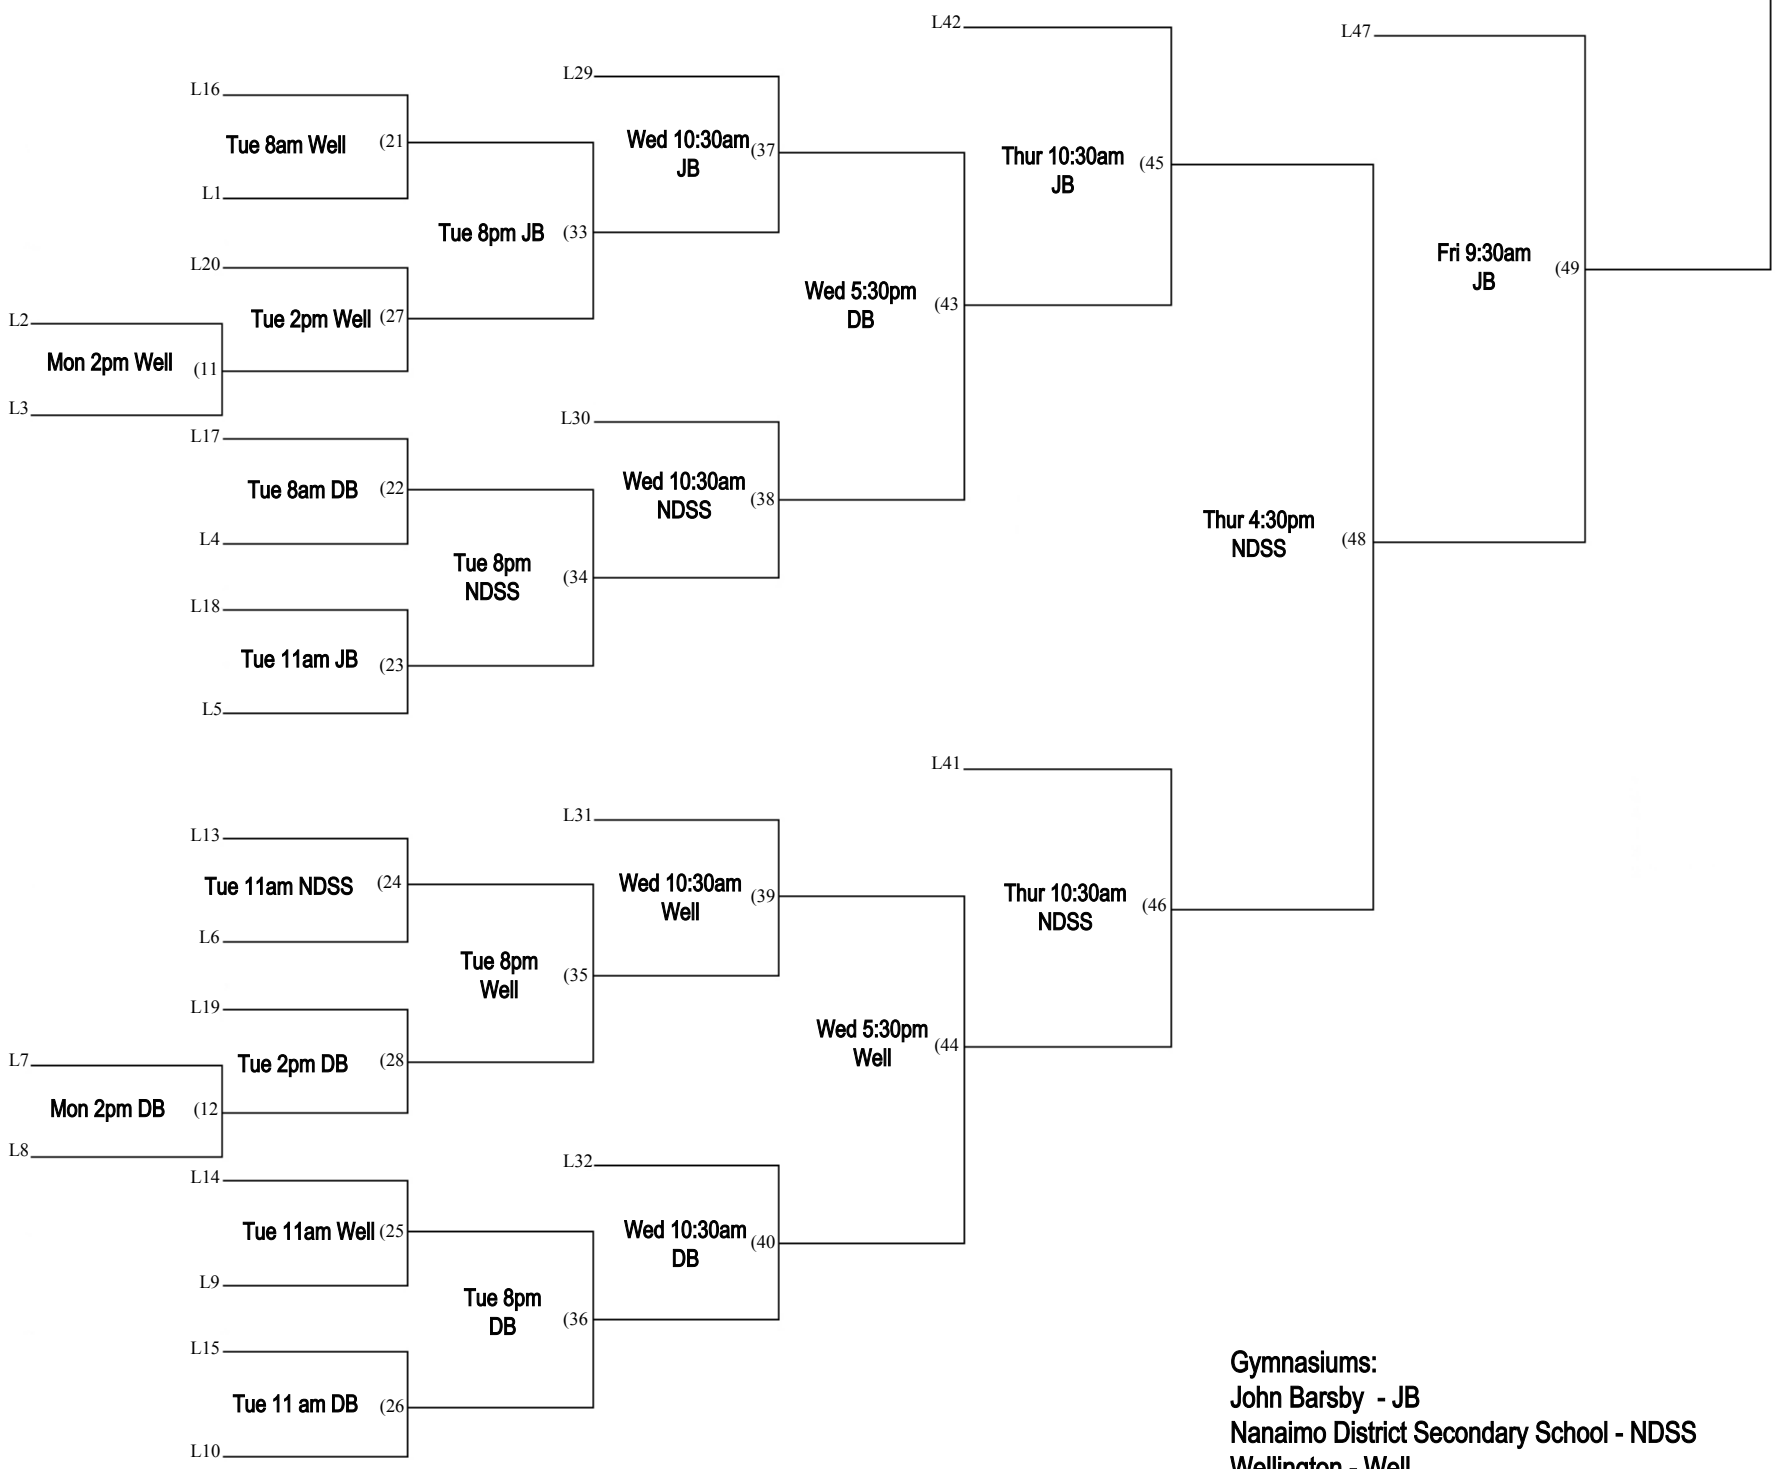 L42
L47
L29
L16
Wed 10:30am
(37
JB
Tue 8am Well (21
Thur 10:30am
(45
JB
L1
Tue 8pm JB (33
L20
Fri 9:30am
(49
JB
Wed 5:30pm
(43
DB
L2
Tue 2pm Well (27
Mon 2pm Well (11
L3
L30
L17
Tue 8am DB (22
Wed 10:30am
(38
NDSS
L4
Thur 4:30pm
(48
NDSS
Tue 8pm
(34
NDSS
L18
Tue 11am JB (23
L5
L41
L31
L13
Tue 11am NDSS (24
Wed 10:30am
(39
Well
Thur 10:30am
(46
NDSS
L6
Tue 8pm
(35
Well
L19
Wed 5:30pm
(44
Well
L7
Tue 2pm DB (28
Mon 2pm DB (12
L8
L32
L14
Tue 11am Well (25
Wed 10:30am
(40
DB
L9
Tue 8pm
(36
DB
L15
Tue 11 am DB (26
L10
Gymnasiums:
John Barsby - JB
Nanaimo District Secondary School - NDSS
Wellington - Well